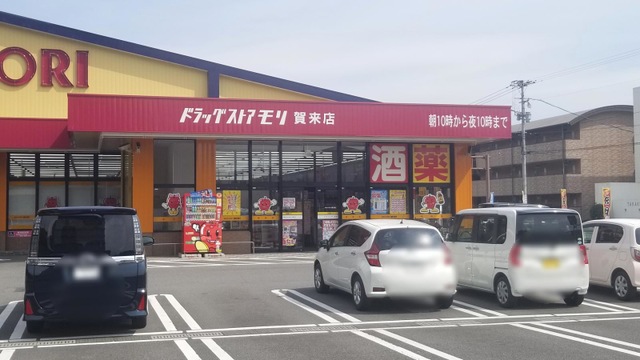 ORI
ドラッグストアモリ 賀来店
朝10時から夜10時まで
酒
薬